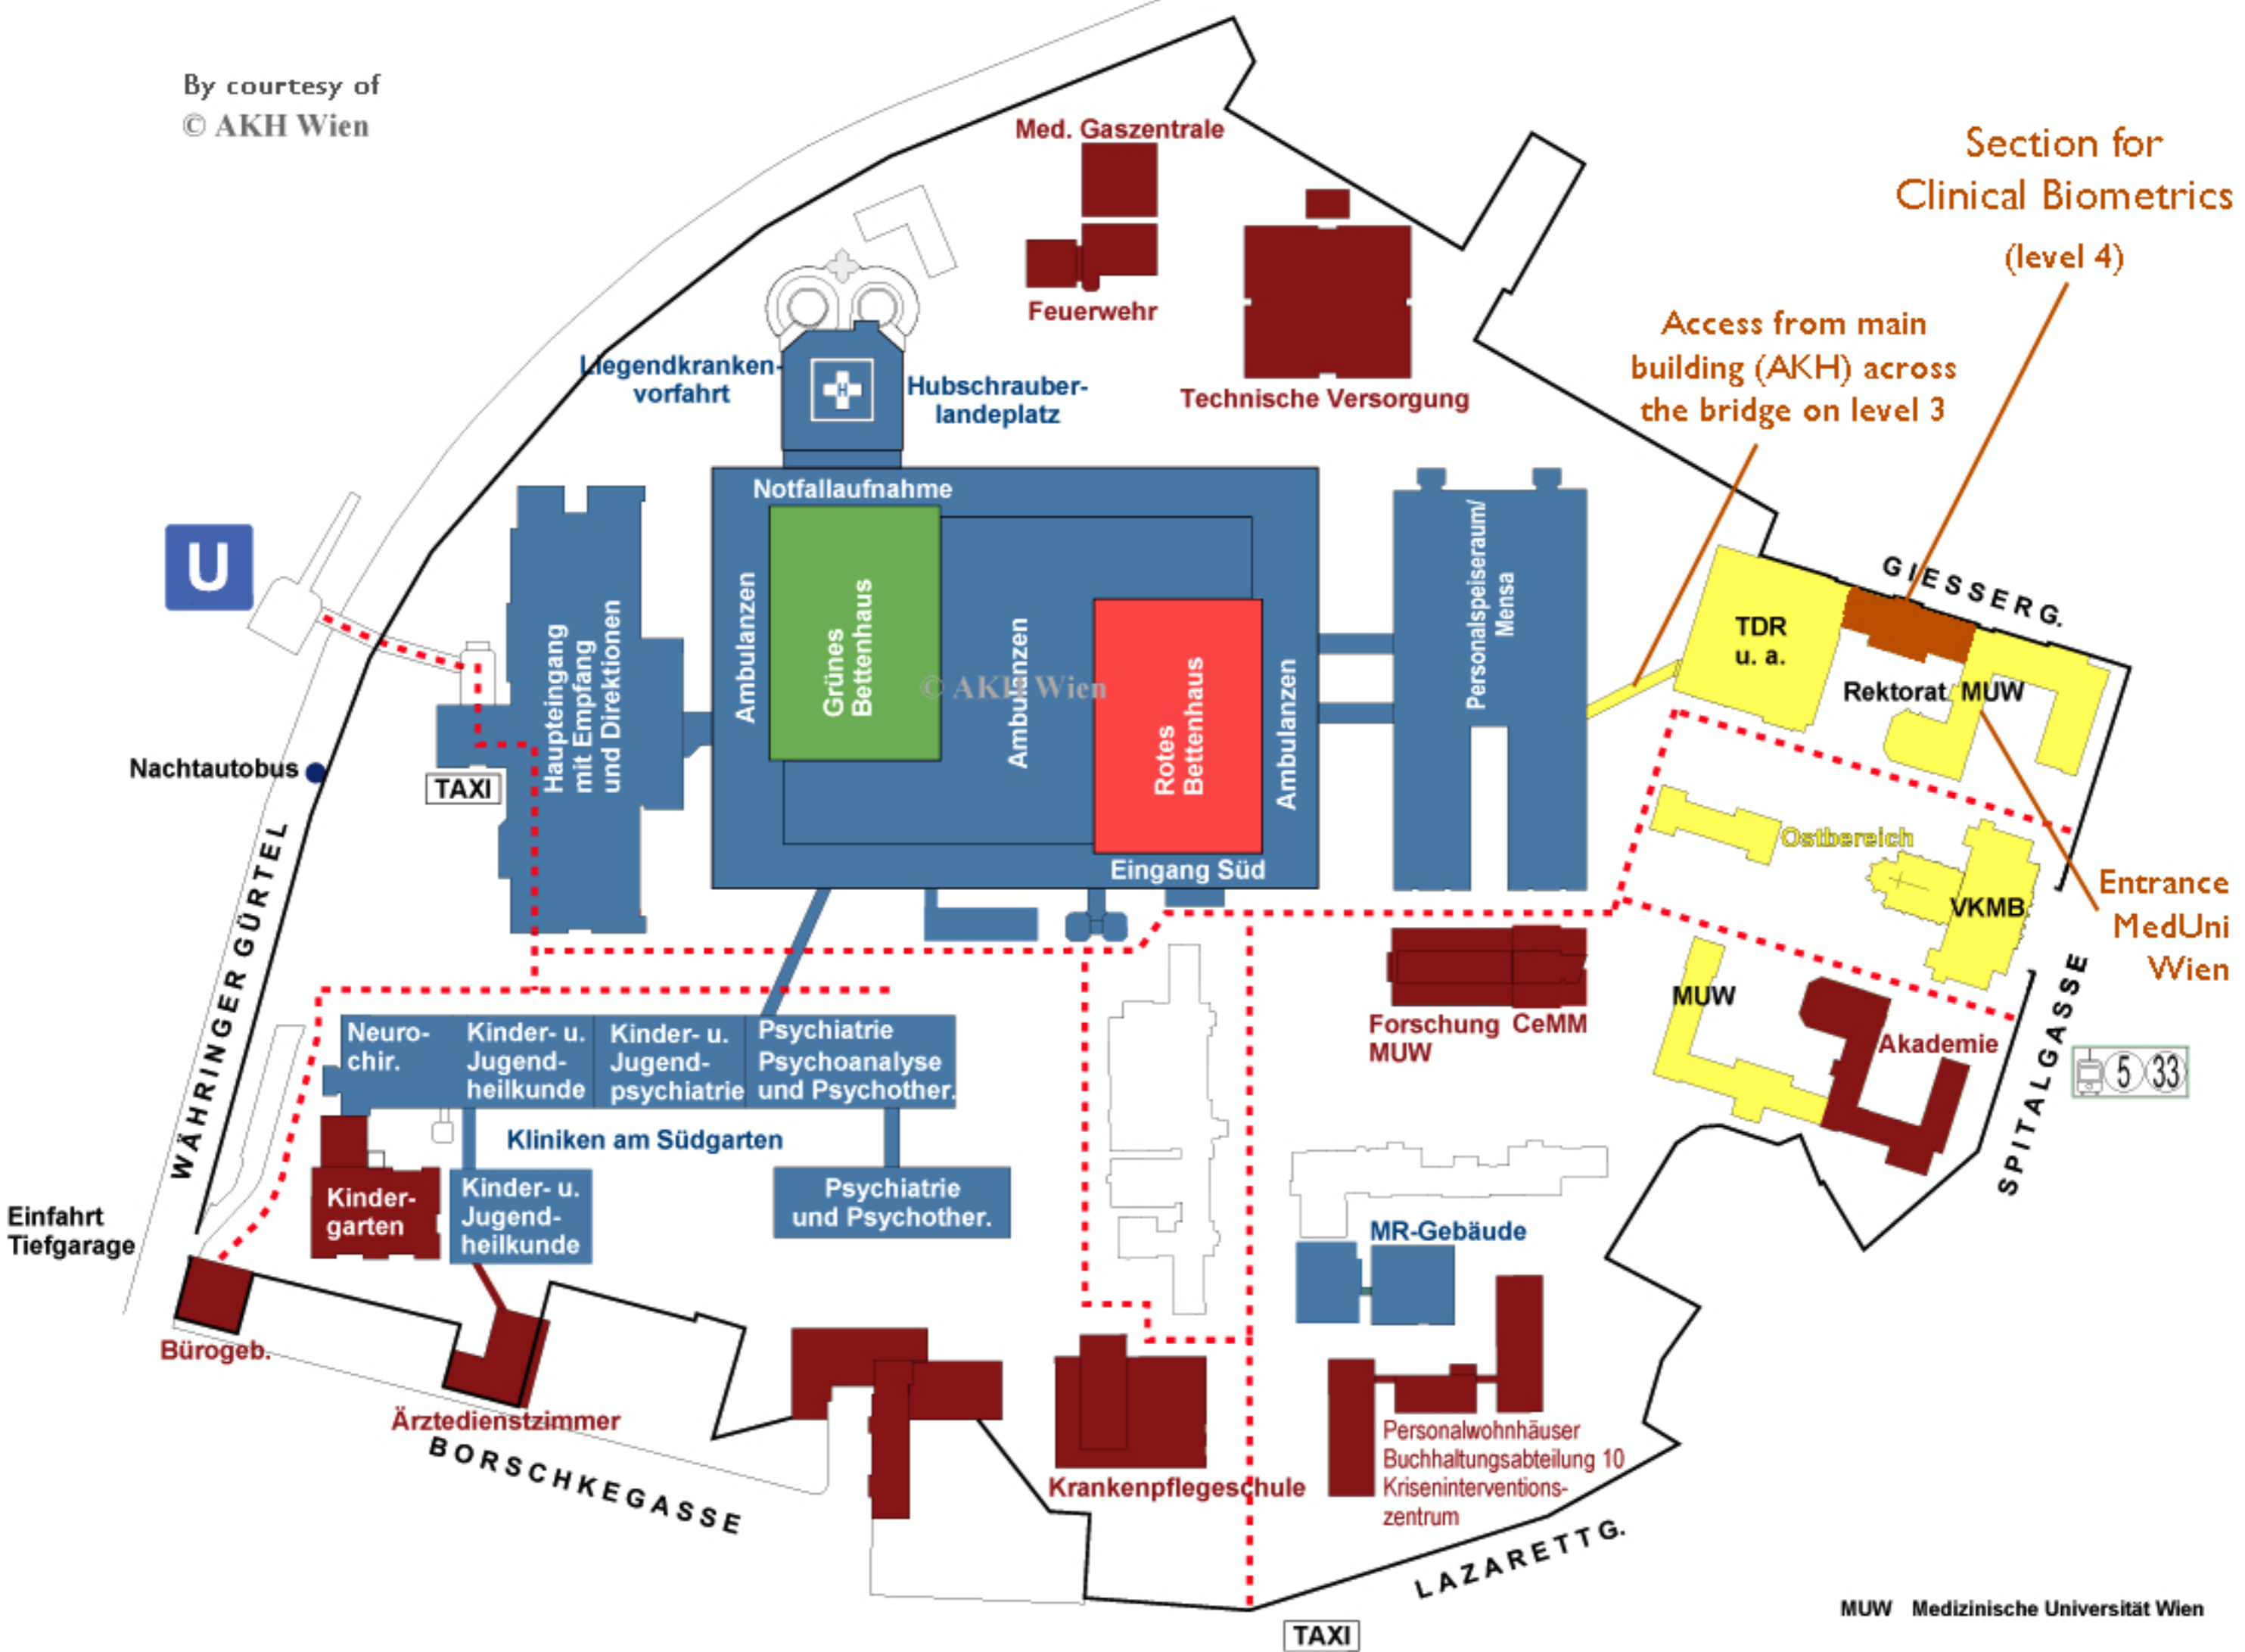 By courtesy of
© AKH Wien
Med. Gaszentrale
Feuerwehr
Technische Versorgung
Section for
Clinical Biometrics
(level 4)
Access from main
building (AKH) across
the bridge on level 3
Liegendkranken-
vorfahrt
H
Hubschrauber-
landeplatz
U
Nachtautobus
TAXI
WÄHRINGER GÜRTEL
Haupteingang
mit Empfang
und Direktionen
Notfallaufnahme
Ambulanzen
Grünes
Bettenhaus
© AKH Wien
Ambulanzen
Rotes
Bettenhaus
Ambulanzen
Eingang Süd
Personalspeiseraum/
Mensa
TDR
u. a.
GIESSERG.
Rektorat MUW
Ostbereich
VKMB
Entrance
MedUni
Wien
MUW
Akademie
SPITALGASSE
5 33
Forschung CeMM
MUW
Neuro-
chir.
Kinder- u.
Jugend-
heilkunde
Kinder- u.
Jugend-
psychiatrie
Psychiatrie
Psychoanalyse
und Psychother.
Kliniken am Südgarten
Kinder-
garten
Kinder- u.
Jugend-
heilkunde
Psychiatrie
und Psychother.
Einfahrt
Tiefgarage
Bürogeb.
Ärztedienstzimmer
BORSCHKEGASSE
MR-Gebäude
Krankenpflegeschule
Personalwohnhäuser
Buchhaltungsabteilung 10
Kriseninterventions-
zentrum
LAZARETTG.
TAXI
MUW Medizinische Universität Wien